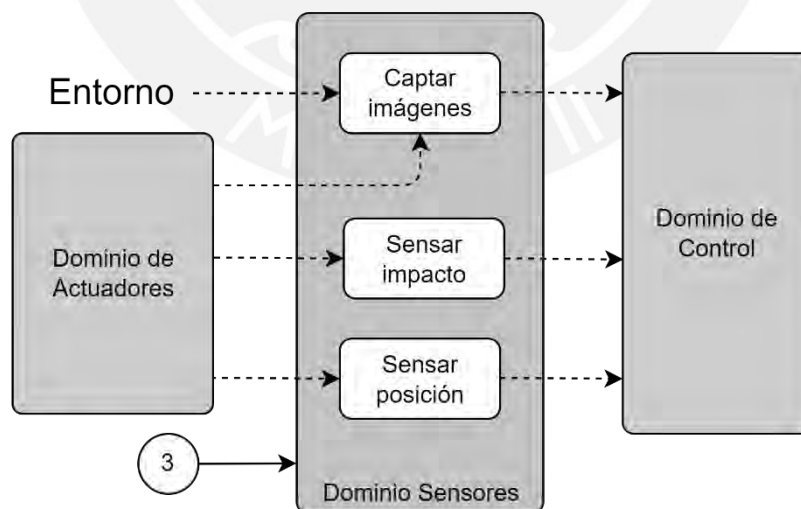 Captar
imágenes
Entorno
Dominio de
Actuadores
Sensar
impacto
Dominio de
Control
Sensar
posición
3
Dominio Sensores